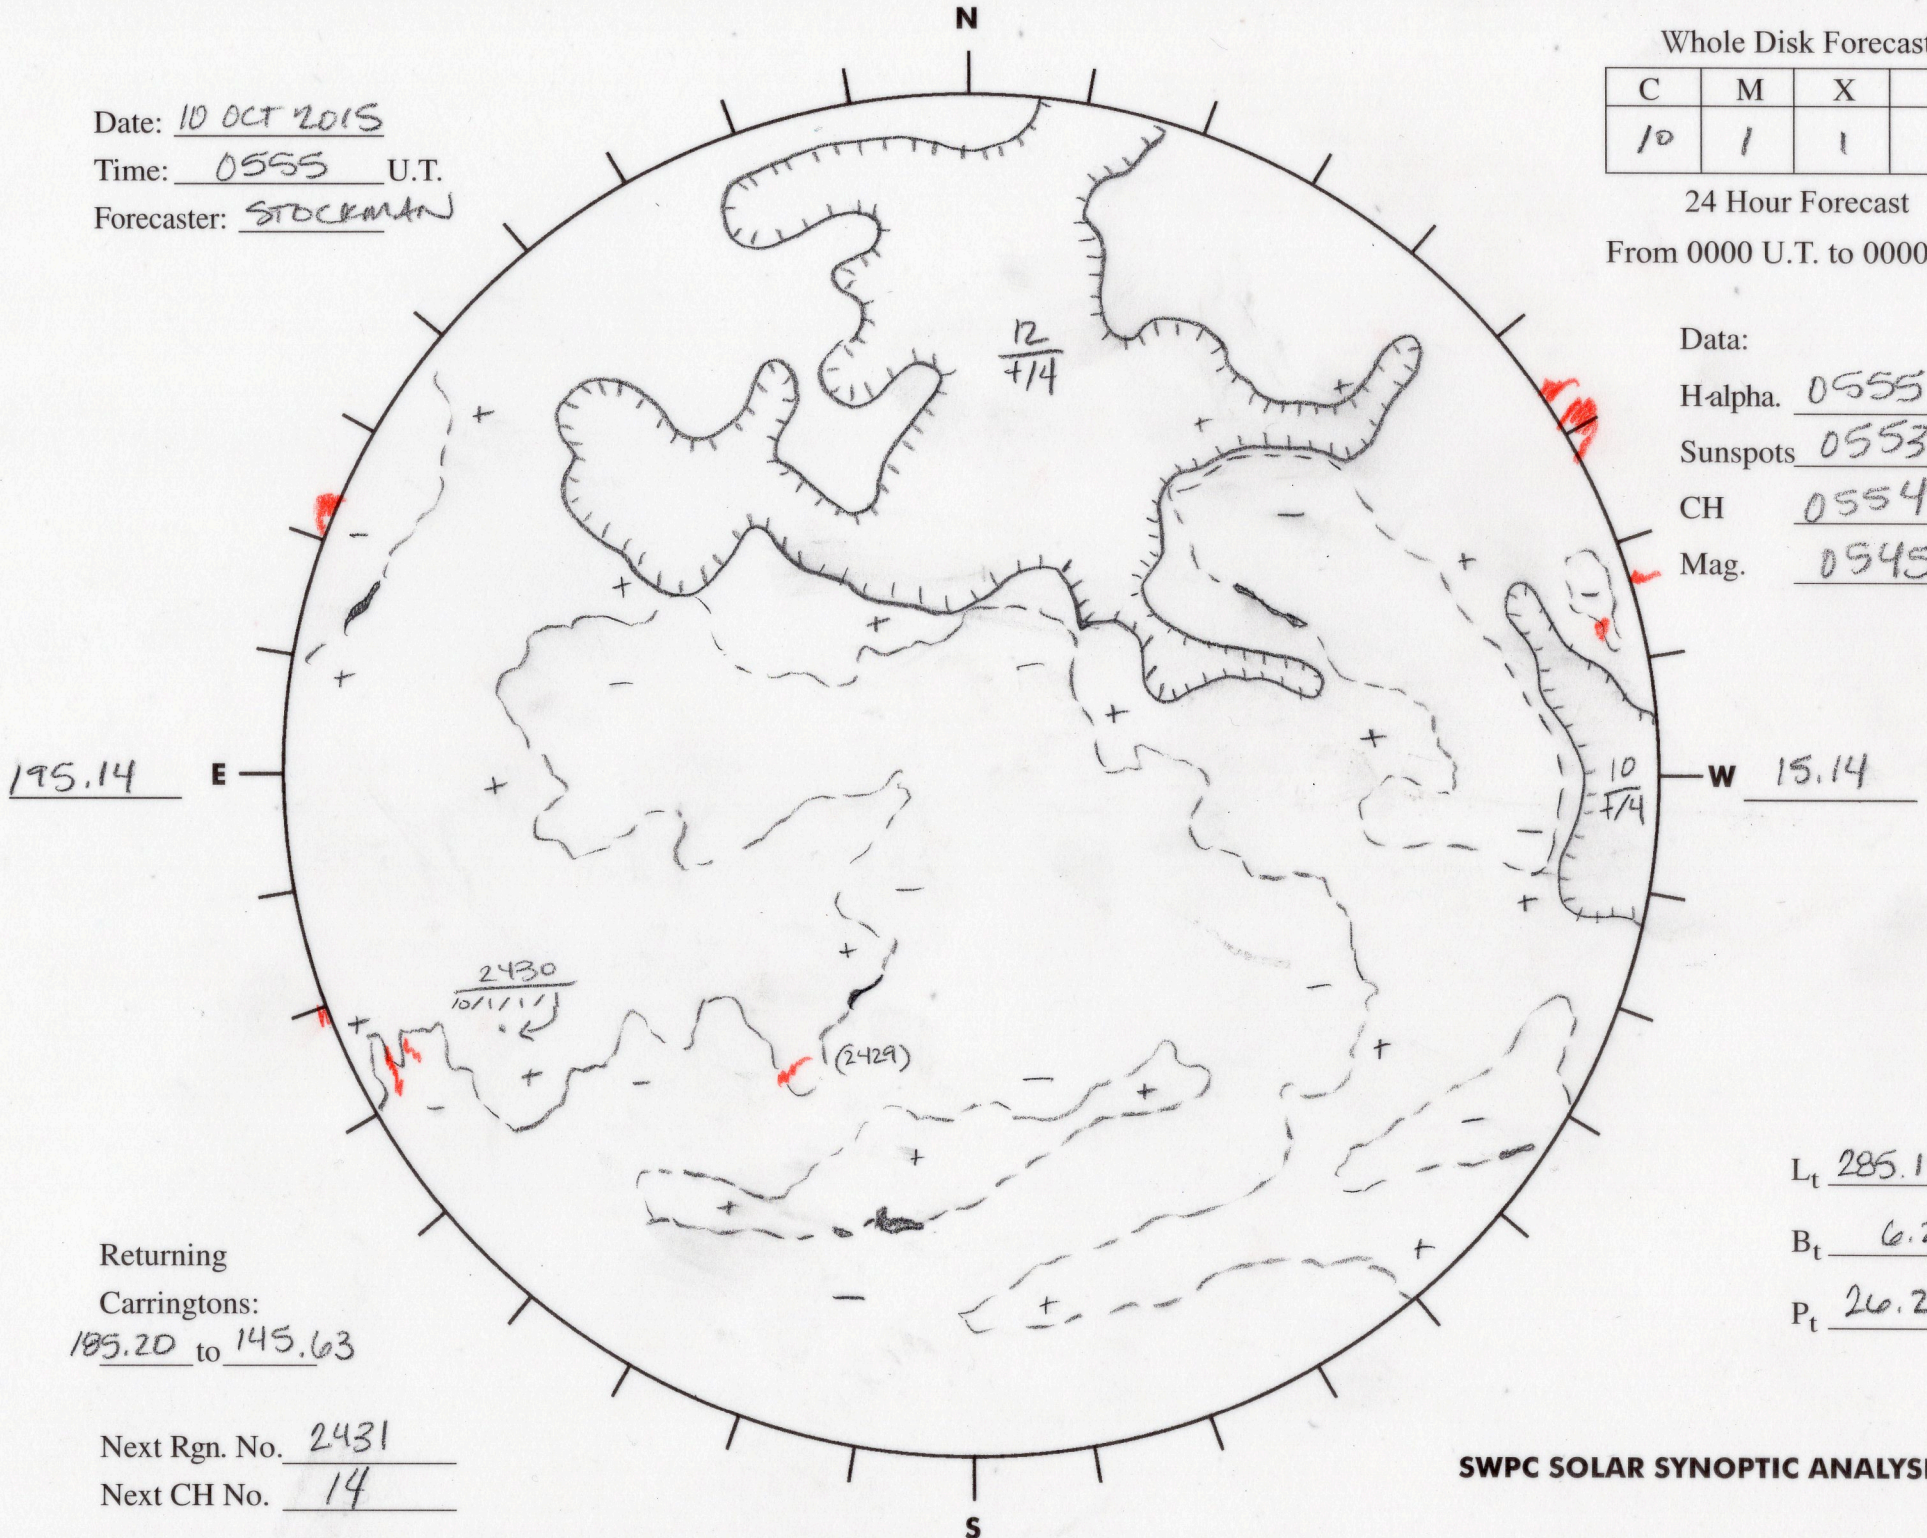 N
Whole Disk Forecast
C M X
10 1 1
24 Hour Forecast
From 0000 U.T. to 0000
Date: 10 OCT 2015
Time: 0555 U.T.
Forecaster: STOCKMAN
Data:
H-alpha. 0555
Sunspots 0553
CH 0554
Mag. 0545
12
+/4
195.14 E
W 15.14
10
+/4
2430
10/1/1/1
(2429)
Lt 285.1
Bt 6.2
Pt 26.2
Returning
Carringtons:
185.20 to 145.63
Next Rgn. No. 2431
Next CH No. 14
SWPC SOLAR SYNOPTIC ANALYSI
S